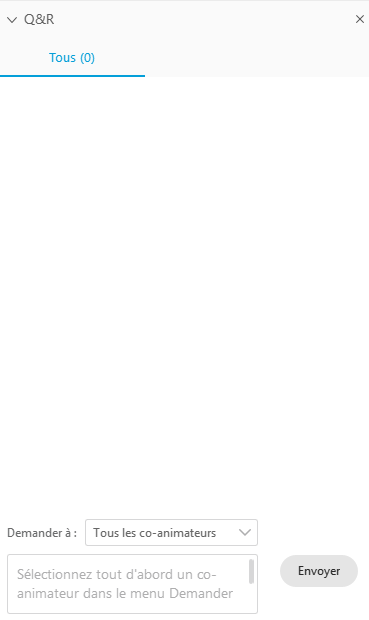 Q&R
Tous (0)
Demander à :
Tous les co-animateurs
Sélectionnez tout d'abord un co-
animateur dans le menu Demander
Envoyer